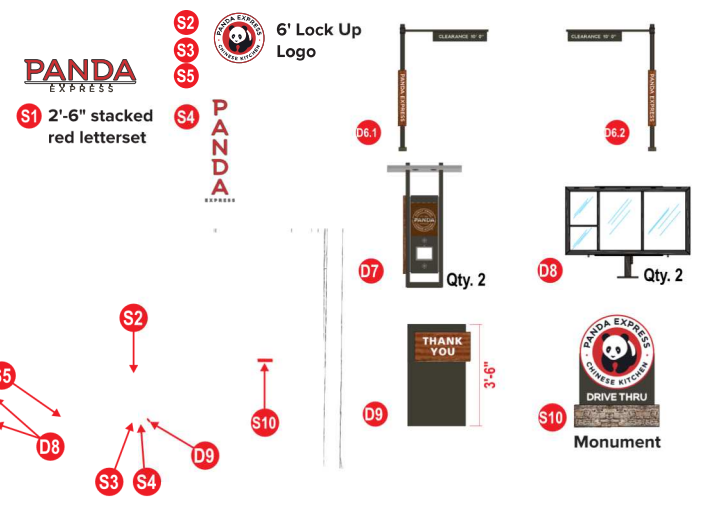 S2
S3
S5
PANDA EXPRESS
CHINESE KITCHEN
6' Lock Up
Logo
PANDA
EXPRESS
S1
2'-6" stacked
red letterset
S4
P
A
N
D
A
EXPRESS
CLEARANCE
PANDA EXPRESS
D6.1
CLEARANCE
PANDA EXPRESS
D6.2
PANDA
D7
Qty. 2
D8
Qty. 2
THANK
YOU
3'-6"
D9
PANDA EXPRESS
CHINESE KITCHEN
DRIVE THRU
S10
Monument
S2
S5
D8
S3
S4
D9
S10